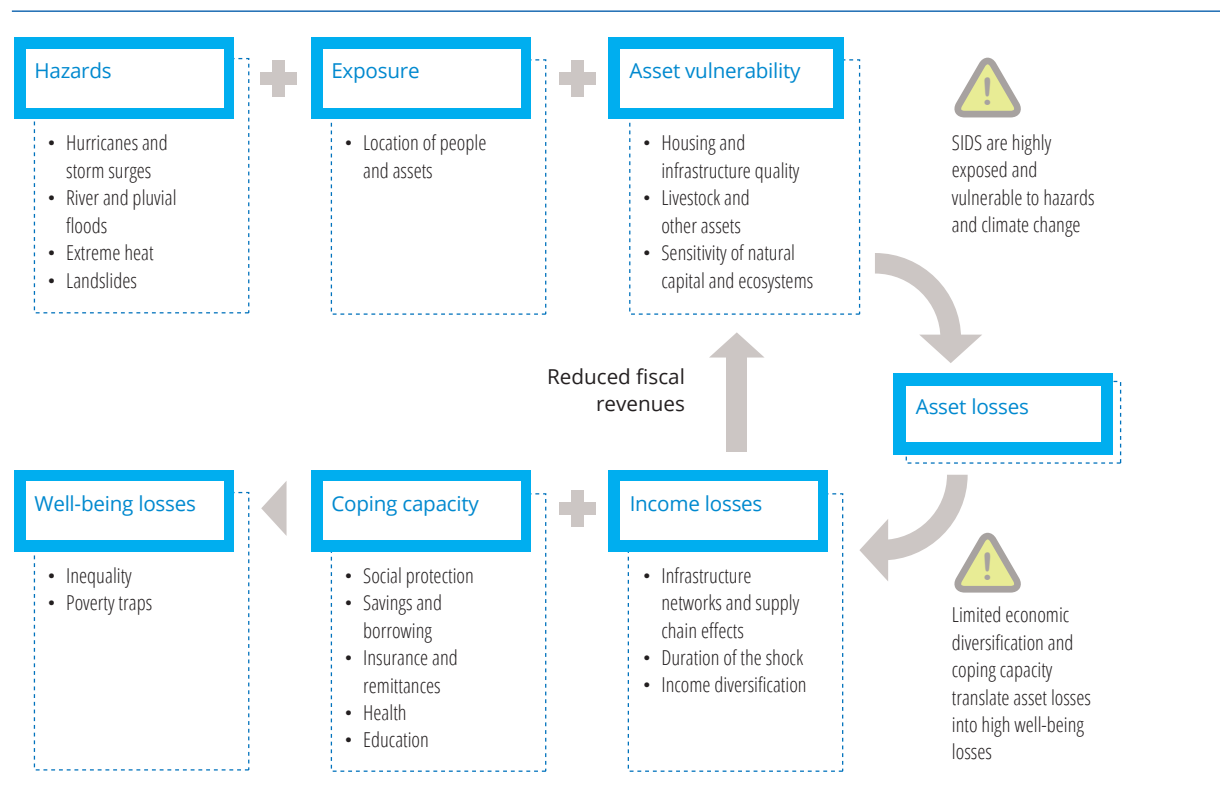 Hazards
• Hurricanes and
storm surges
• River and pluvial
floods
• Extreme heat
• Landslides
Exposure
• Location of people
and assets
Asset vulnerability
• Housing and
infrastructure quality
• Livestock and
other assets
• Sensitivity of natural
capital and ecosystems
!
SIDS are highly
exposed and
vulnerable to hazards
and climate change
Reduced fiscal
revenues
Asset losses
Well-being losses
• Inequality
• Poverty traps
Coping capacity
• Social protection
• Savings and
borrowing
• Insurance and
remittances
• Health
• Education
Income losses
• Infrastructure
networks and supply
chain effects
• Duration of the shock
• Income diversification
!
Limited economic
diversification and
coping capacity
translate asset losses
into high well-being
losses